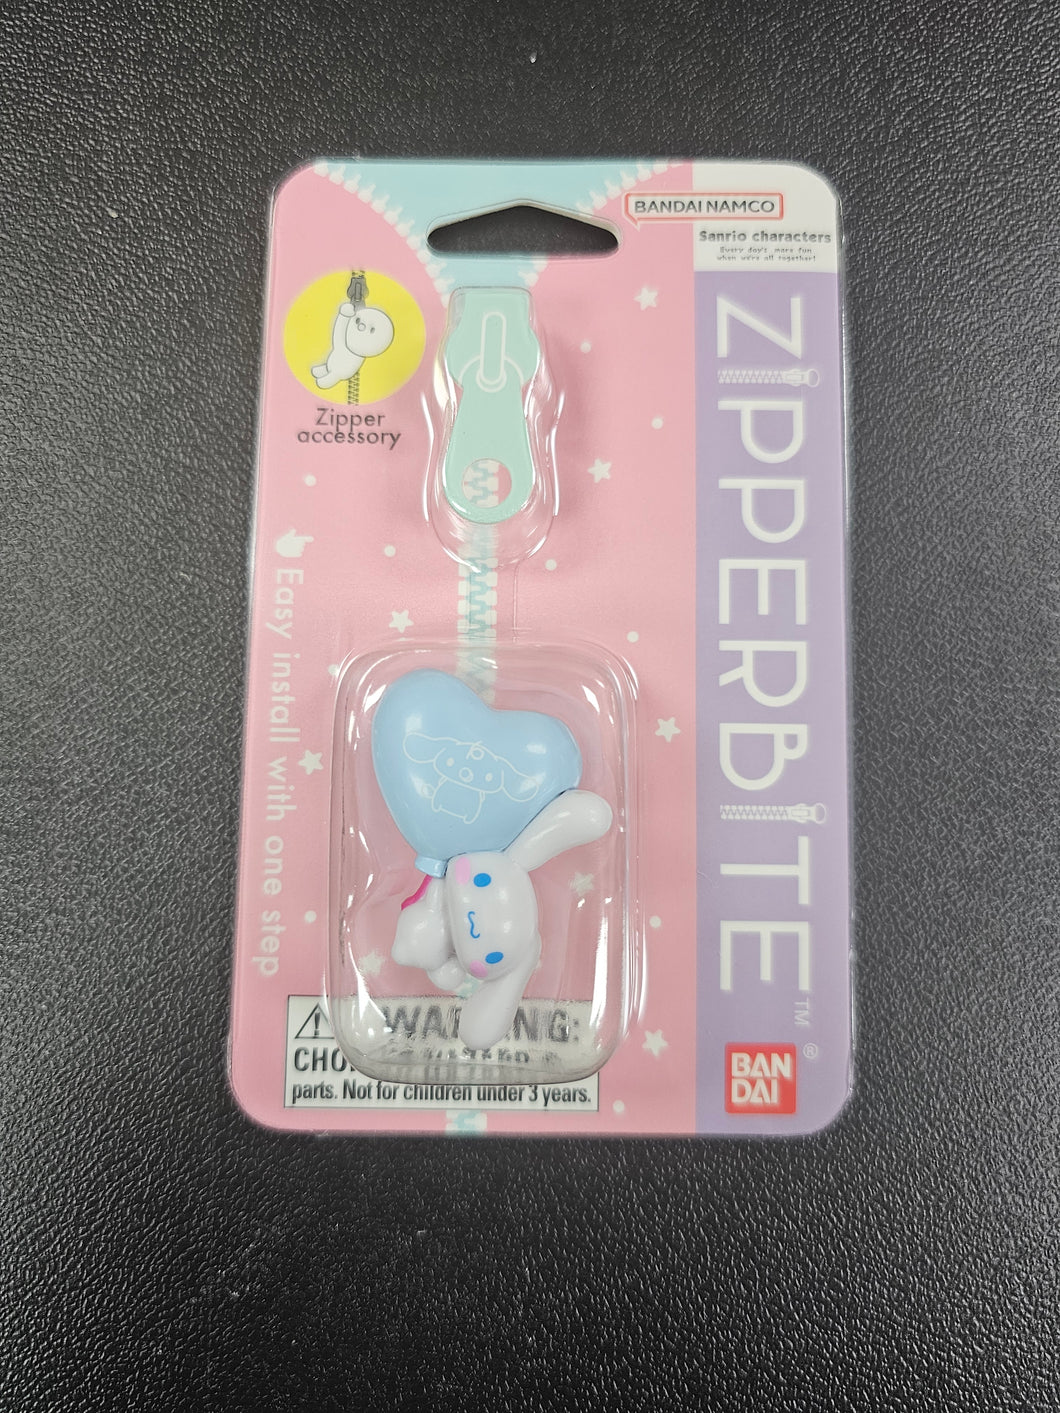 BANDAI NAMCO
Sanrio characters
Every day's more fun
when we're all together!
Zipper
accessory
Easy install with one step
ZIPPERBITE™
WARNING:
parts. Not for children under 3 years.
BAN
DAI
®